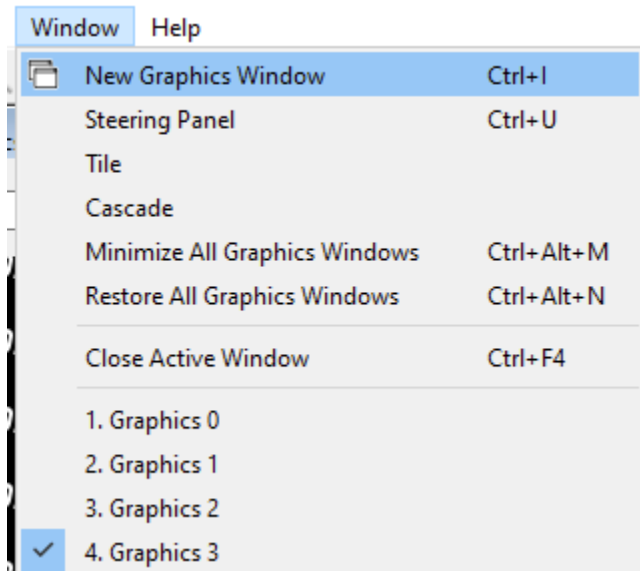 Window Help
New Graphics Window Ctrl+I
Steering Panel Ctrl+U
Tile
Cascade
Minimize All Graphics Windows Ctrl+Alt+M
Restore All Graphics Windows Ctrl+Alt+N
Close Active Window Ctrl+F4
1. Graphics 0
2. Graphics 1
3. Graphics 2
4. Graphics 3